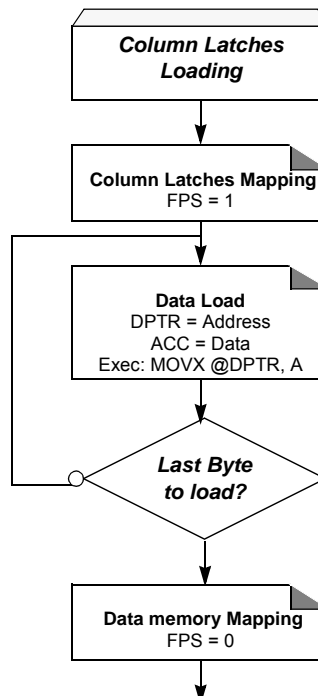 Column Latches
Loading
Column Latches Mapping
FPS = 1
Data Load
DPTR = Address
ACC = Data
Exec: MOVX @DPTR, A
Last Byte
to load?
Data memory Mapping
FPS = 0